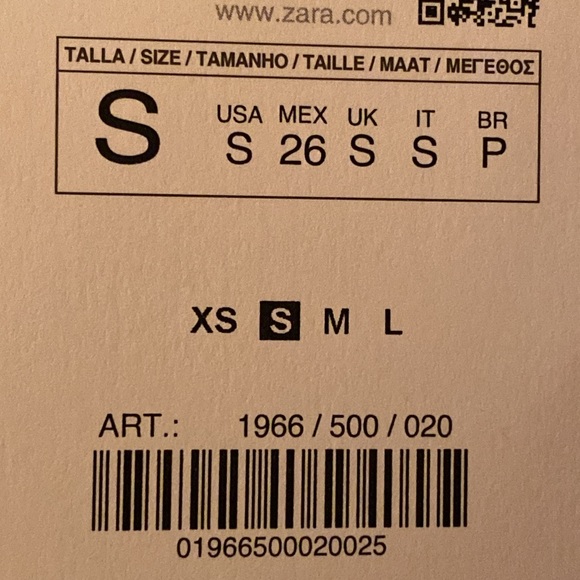 www.zara.com
TALLA / SIZE / TAMANHO / TAILLE / MAAT / ΜΕΓΕΘΟΣ
S USA MEX UK IT BR
S 26 S S P
XS S M L
ART.: 1966 / 500 / 020
01966500020025